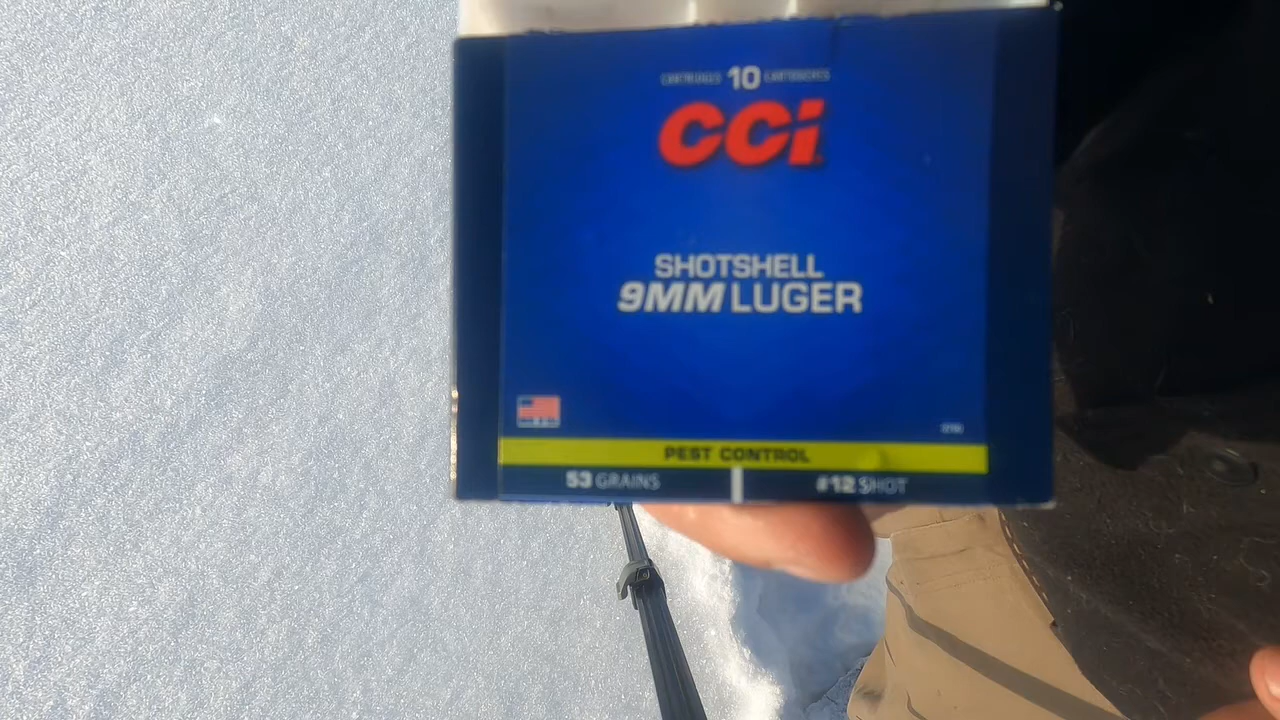 CARTRIDGES 10 CARTOUCHES
CCI
SHOTSHELL
9MM LUGER
PEST CONTROL
53 GRAINS
#12 SHOT